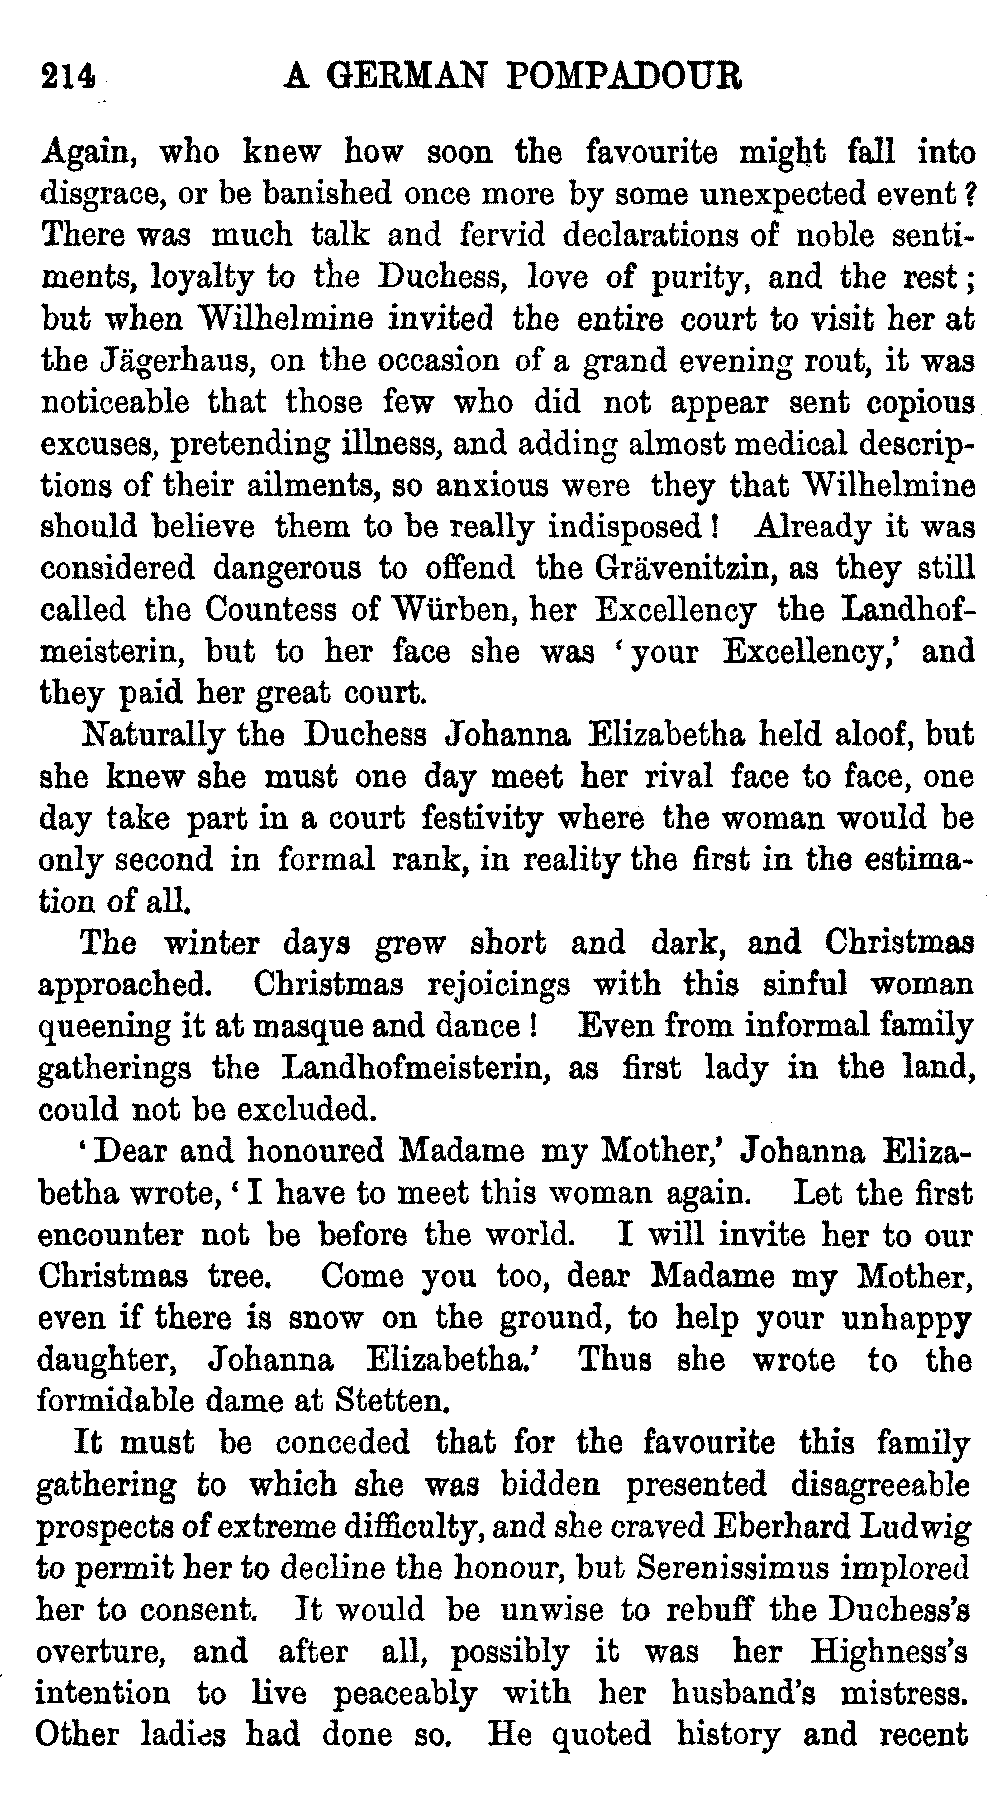 214 A GERMAN POMPADOUR
Again, who knew how soon the favourite might fall into
disgrace, or be banished once more by some unexpected event?
There was much talk and fervid declarations of noble senti-
ments, loyalty to the Duchess, love of purity, and the rest;
but when Wilhelmine invited the entire court to visit her at
the Jägerhaus, on the occasion of a grand evening rout, it was
noticeable that those few who did not appear sent copious
excuses, pretending illness, and adding almost medical descrip-
tions of their ailments, so anxious were they that Wilhelmine
should believe them to be really indisposed! Already it was
considered dangerous to offend the Grävenitzin, as they still
called the Countess of Würben, her Excellency the Landhof-
meisterin, but to her face she was 'your Excellency,' and
they paid her great court.
Naturally the Duchess Johanna Elizabetha held aloof, but
she knew she must one day meet her rival face to face, one
day take part in a court festivity where the woman would be
only second in formal rank, in reality the first in the estima-
tion of all.
The winter days grew short and dark, and Christmas
approached. Christmas rejoicings with this sinful woman
queening it at masque and dance! Even from informal family
gatherings the Landhofmeisterin, as first lady in the land,
could not be excluded.
'Dear and honoured Madame my Mother,' Johanna Eliza-
betha wrote, 'I have to meet this woman again. Let the first
encounter not be before the world. I will invite her to our
Christmas tree. Come you too, dear Madame my Mother,
even if there is snow on the ground, to help your unhappy
daughter, Johanna Elizabetha.' Thus she wrote to the
formidable dame at Stetten.
It must be conceded that for the favourite this family
gathering to which she was bidden presented disagreeable
prospects of extreme difficulty, and she craved Eberhard Ludwig
to permit her to decline the honour, but Serenissimus implored
her to consent. It would be unwise to rebuff the Duchess's
overture, and after all, possibly it was her Highness's
intention to live peaceably with her husband's mistress.
Other ladies had done so. He quoted history and recent